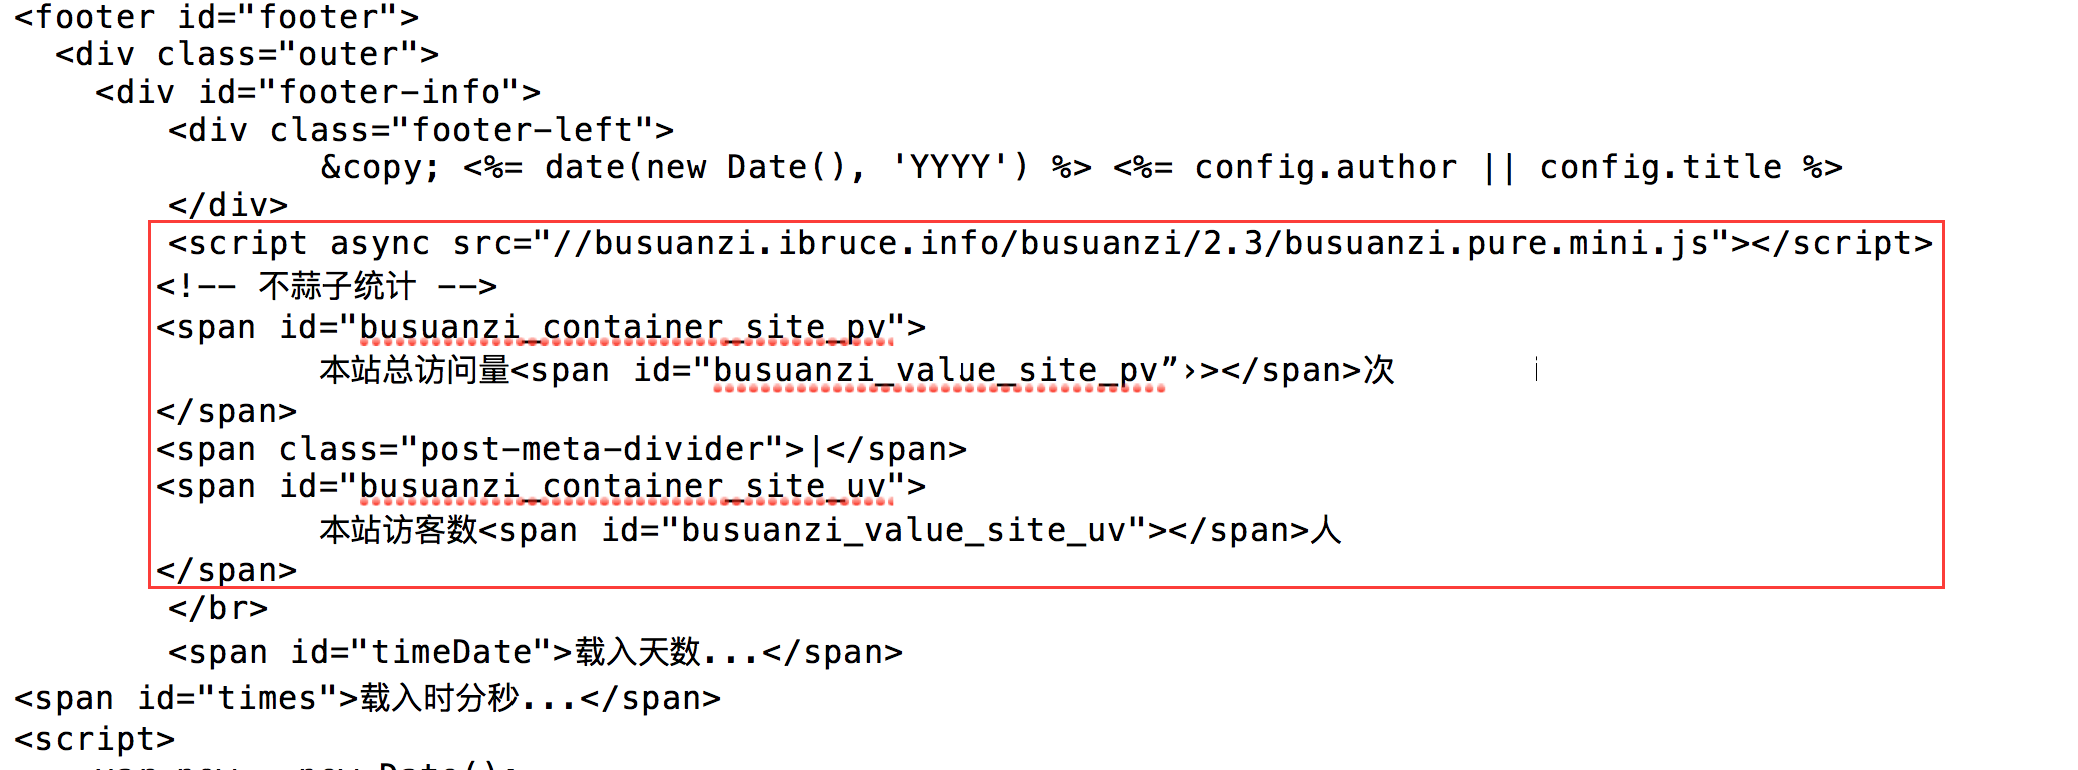 <footer id="footer">
<div class="outer">
<div id="footer-info">
<div class="footer-left">
&copy; <%= date(new Date(), 'YYYY') %> <%= config.author || config.title %>
</div>
<script async src="//busuanzi.ibruce.info/busuanzi/2.3/busuanzi.pure.mini.js"></script>
<!-- 不蒜子统计 -->
<span id="busuanzi_container_site_pv">
本站总访问量<span id="busuanzi_value_site_pv”›></span>次
</span>
<span class="post-meta-divider">|</span>
<span id="busuanzi_container_site_uv">
本站访客数<span id="busuanzi_value_site_uv"></span>人
</span>
</br>
<span id="timeDate">载入天数...</span>
<span id="times">载入时分秒...</span>
<script>